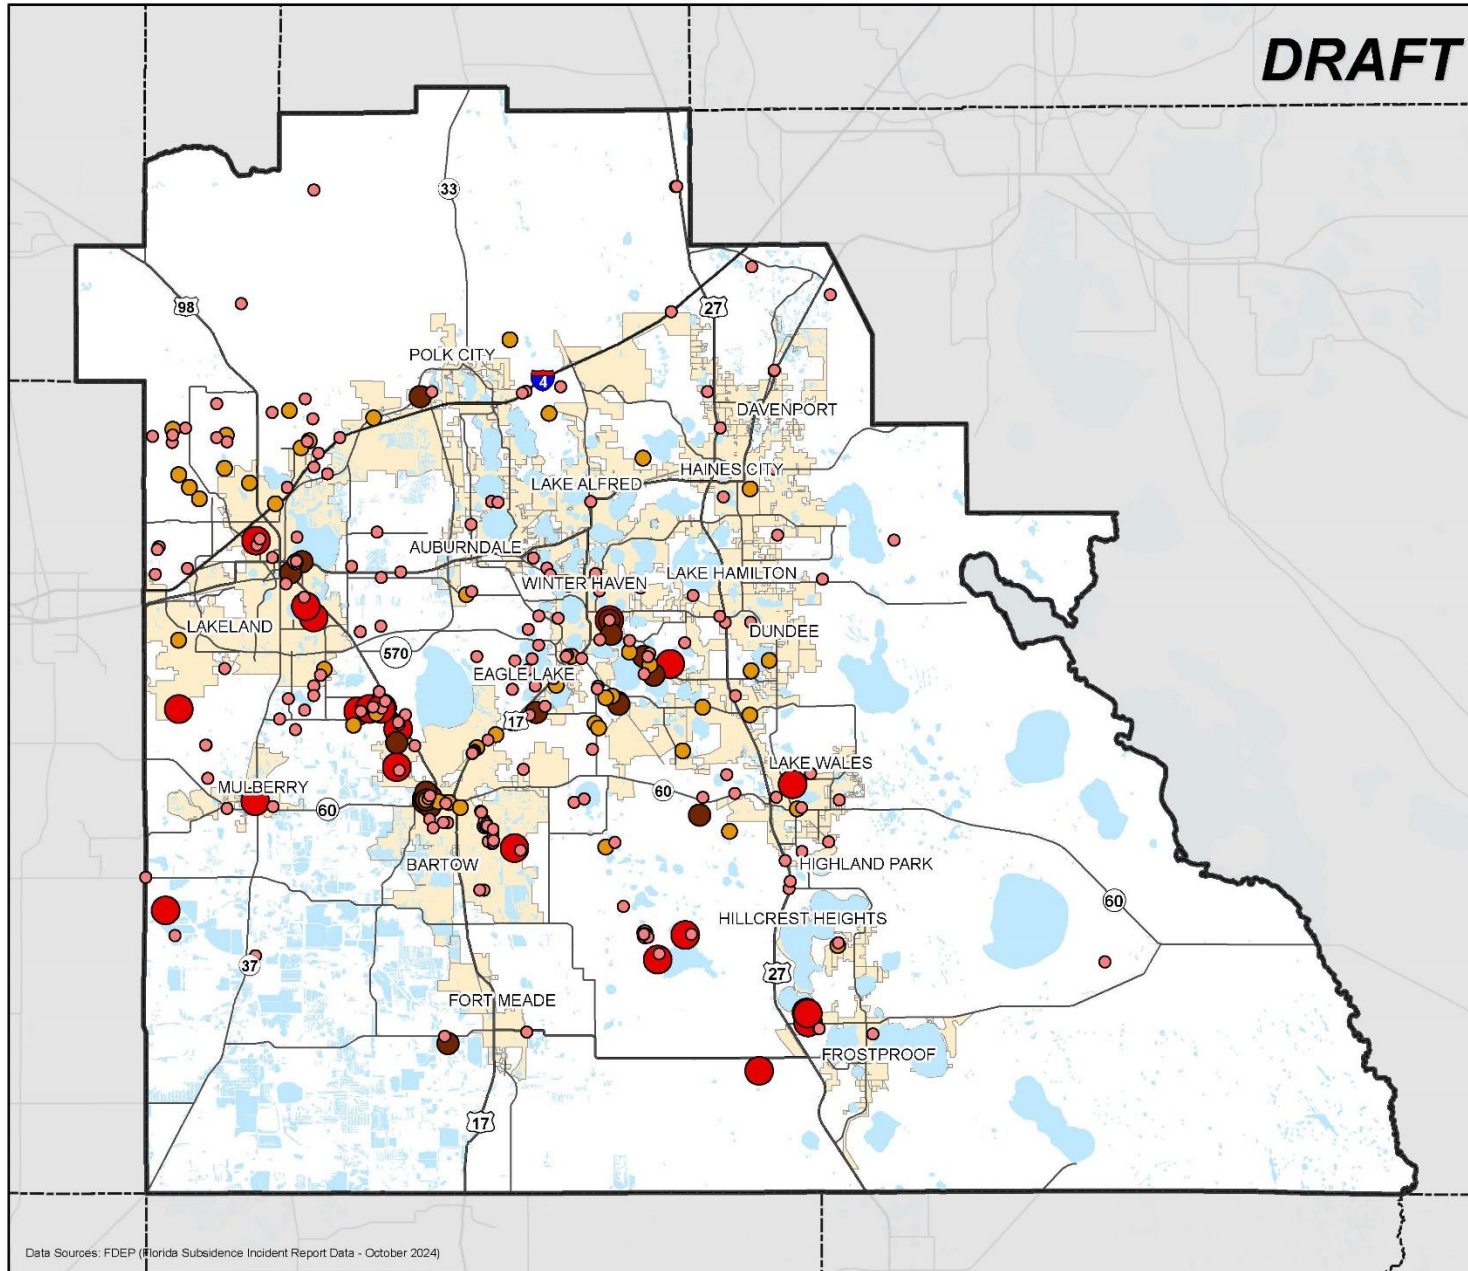 DRAFT
33
98
27
POLK CITY
4
DAVENPORT
HAINES CITY
LAKE ALFRED
AUBURNDALE
WINTER HAVEN
LAKE HAMILTON
LAKELAND
DUNDEE
570
EAGLE LAKE
17
LAKE WALES
MULBERRY
60
60
BARTOW
HIGHLAND PARK
60
HILLCREST HEIGHTS
37
27
FORT MEADE
FROSTPROOF
17
Data Sources: FDEP (Florida Subsidence Incident Report Data - October 2024)